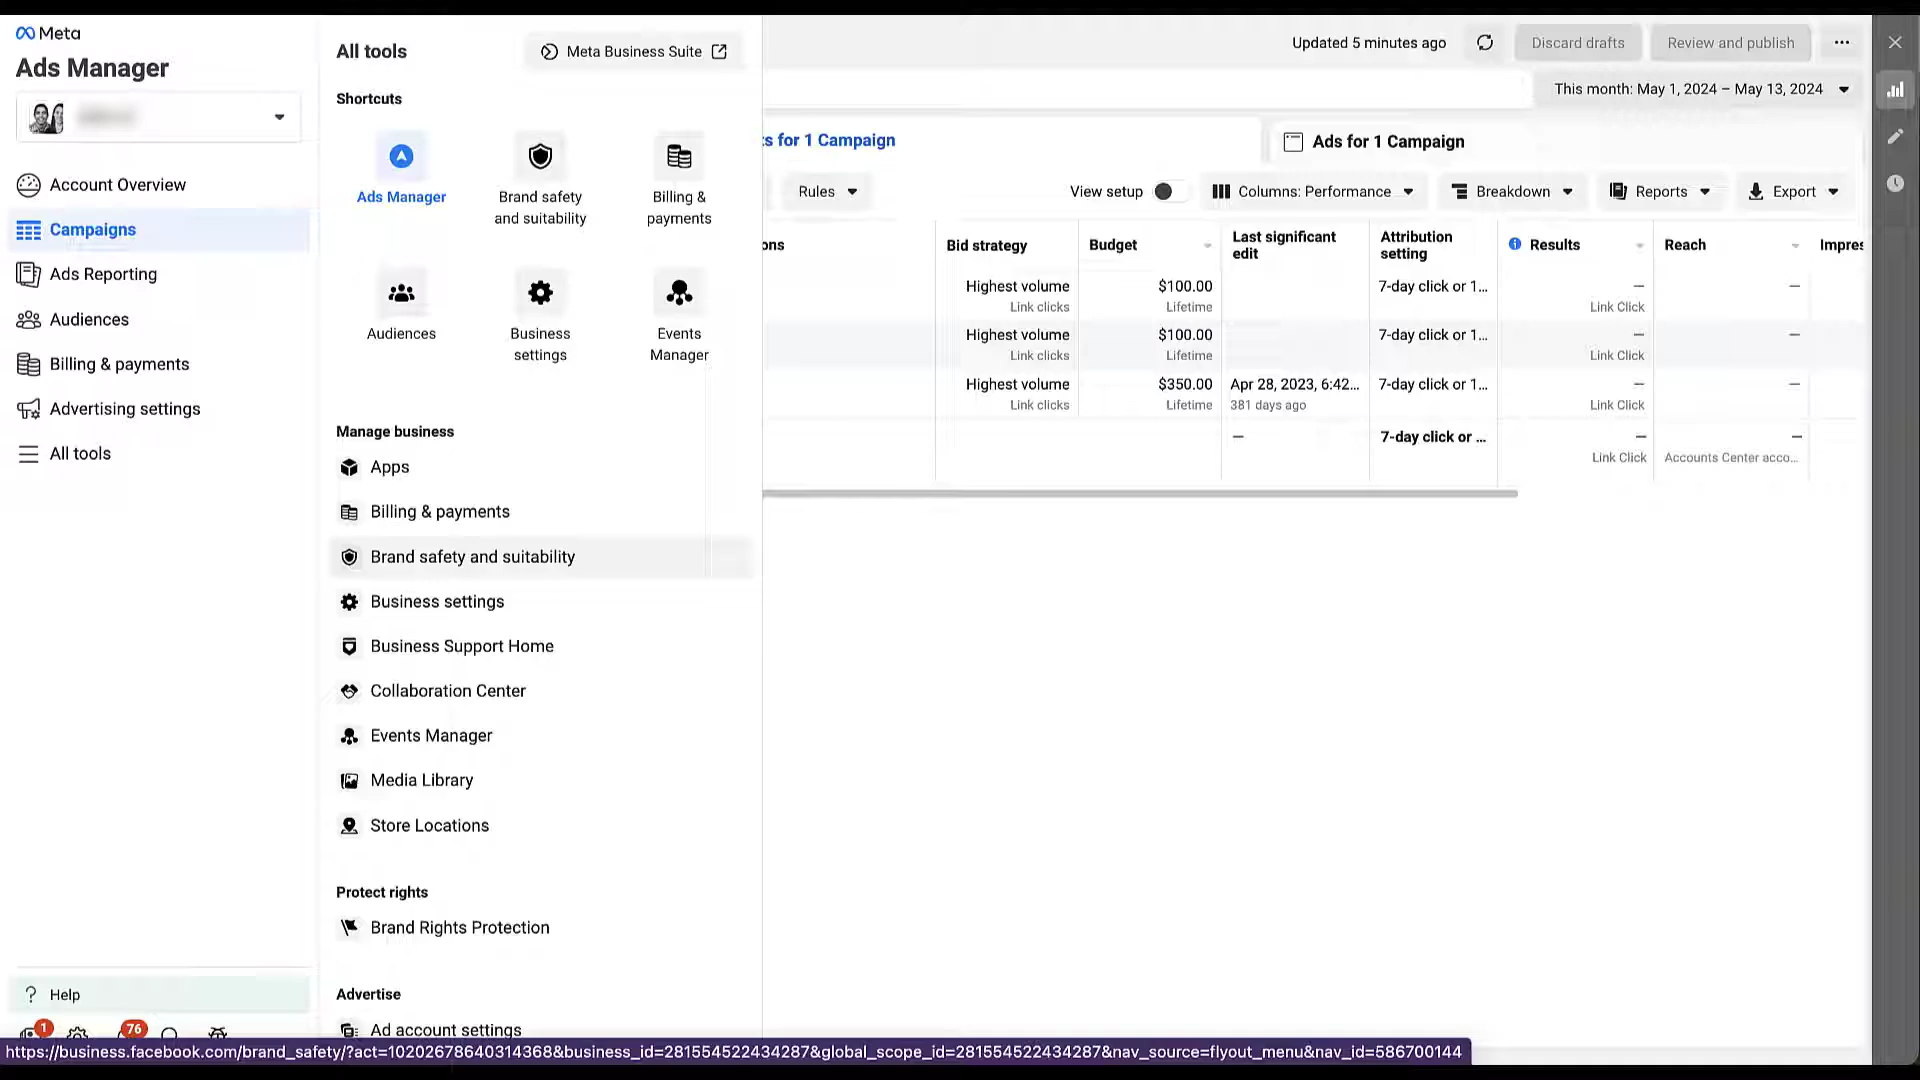 Meta
Ads Manager
Account Overview
Campaigns
Ads Reporting
Audiences
Billing & payments
Advertising settings
All tools
Help
1
76
All tools
Meta Business Suite
Shortcuts
Ads Manager
Brand safety
and suitability
Billing &
payments
Audiences
Business
settings
Events
Manager
Manage business
Apps
Billing & payments
Brand safety and suitability
Business settings
Business Support Home
Collaboration Center
Events Manager
Media Library
Store Locations
Protect rights
Brand Rights Protection
Advertise
Ad account settings
Updated 5 minutes ago
Discard drafts
Review and publish
This month: May 1, 2024 – May 13, 2024
ts for 1 Campaign
Ads for 1 Campaign
Rules
View setup
Columns: Performance
Breakdown
Reports
Export
ons
Bid strategy
Budget
Last significant
edit
Attribution
setting
Results
Reach
Impres
Highest volume
Link clicks
$100.00
Lifetime
7-day click or 1...
—
Link Click
—
Highest volume
Link clicks
$100.00
Lifetime
7-day click or 1...
—
Link Click
—
Highest volume
Link clicks
$350.00
Lifetime
Apr 28, 2023, 6:42...
381 days ago
7-day click or 1...
—
Link Click
—
—
7-day click or ...
—
Link Click
—
Accounts Center acco...
https://business.facebook.com/brand_safety/?act=10202678640314368&business_id=281554522434287&global_scope_id=281554522434287&nav_source=flyout_menu&nav_id=586700144